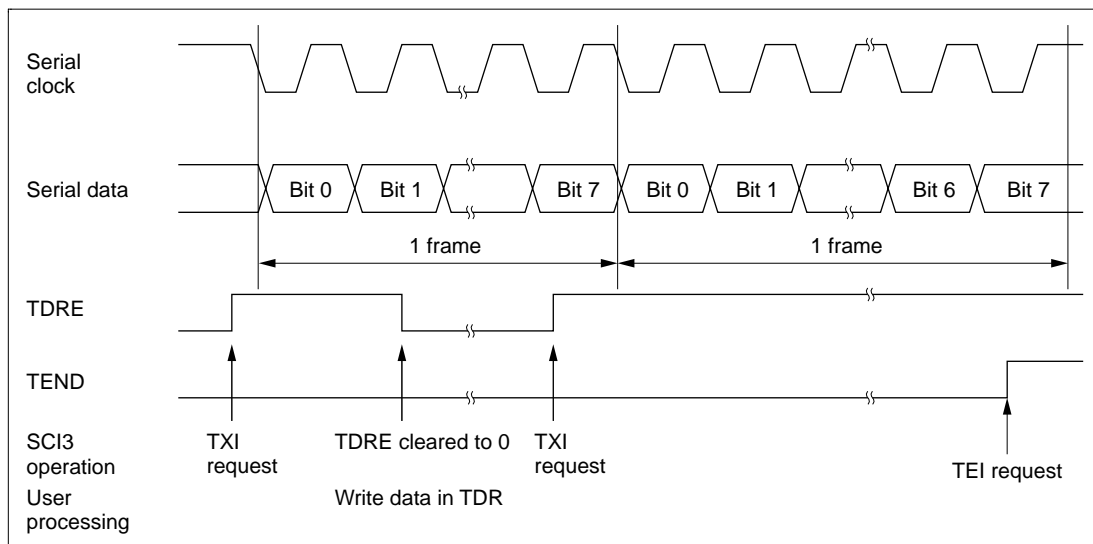 Serial
clock
Serial data
Bit 0
Bit 1
Bit 7
Bit 0
Bit 1
Bit 6
Bit 7
1 frame
1 frame
TDRE
TEND
SCI3
operation
TXI
request
TDRE cleared to 0
TXI
request
TEI request
User
processing
Write data in TDR